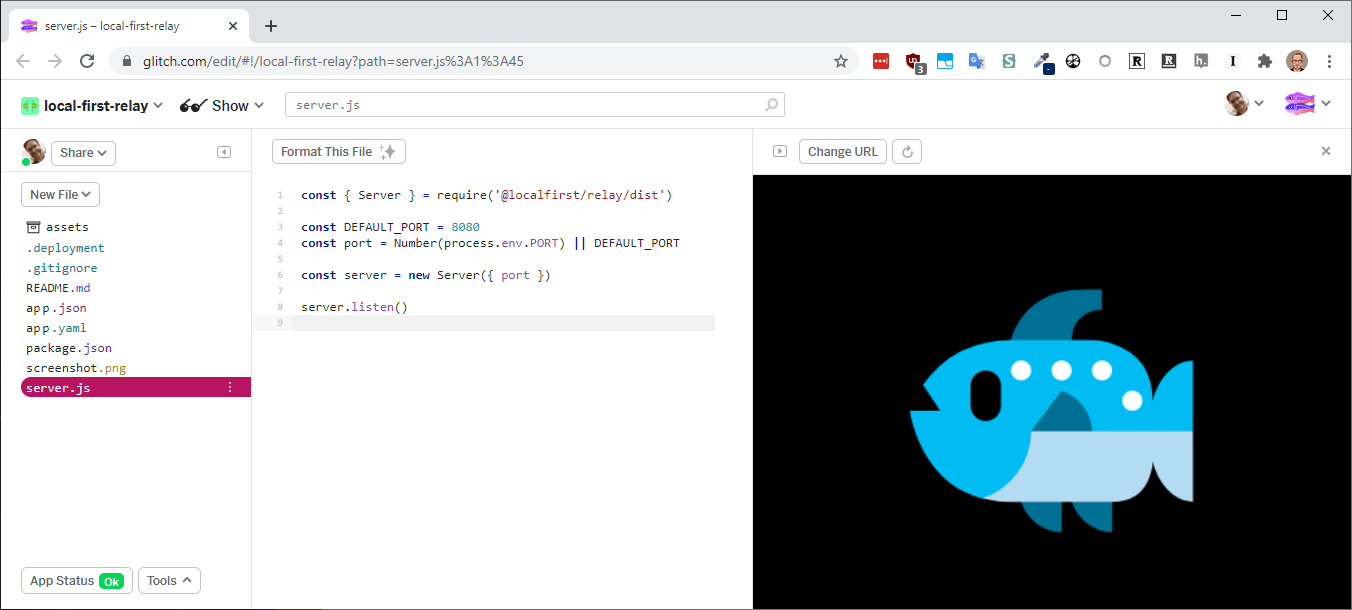 server.js – local-first-relay
glitch.com/edit/#!/local-first-relay?path=server.js%3A1%3A45
3
local-first-relay
Show
server.js
Share
Format This File
Change URL
New File
assets
.deployment
.gitignore
README.md
app.json
app.yaml
package.json
screenshot.png
server.js
1 const { Server } = require('@localfirst/relay/dist')
2
3 const DEFAULT_PORT = 8080
4 const port = Number(process.env.PORT) || DEFAULT_PORT
5
6 const server = new Server({ port })
7
8 server.listen()
9
App Status Ok
Tools